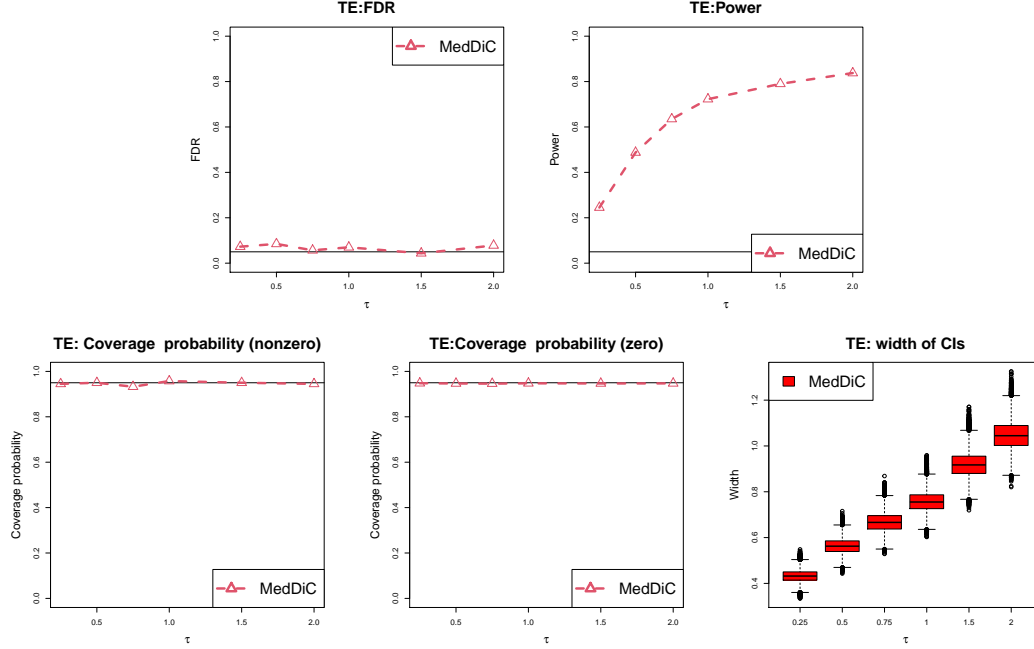 TE:FDR
MedDiC
FDR
0.0 0.2 0.4 0.6 0.8 1.0
0.5 1.0 1.5 2.0
τ
TE:Power
MedDiC
Power
0.0 0.2 0.4 0.6 0.8 1.0
0.5 1.0 1.5 2.0
τ
TE: Coverage probability (nonzero)
MedDiC
Coverage probability
0.0 0.2 0.4 0.6 0.8 1.0
0.5 1.0 1.5 2.0
τ
TE:Coverage probability (zero)
MedDiC
Coverage probability
0.0 0.2 0.4 0.6 0.8 1.0
0.5 1.0 1.5 2.0
τ
TE: width of CIs
MedDiC
Width
0.4 0.6 0.8 1.0 1.2
0.25 0.5 0.75 1 1.5 2
τ